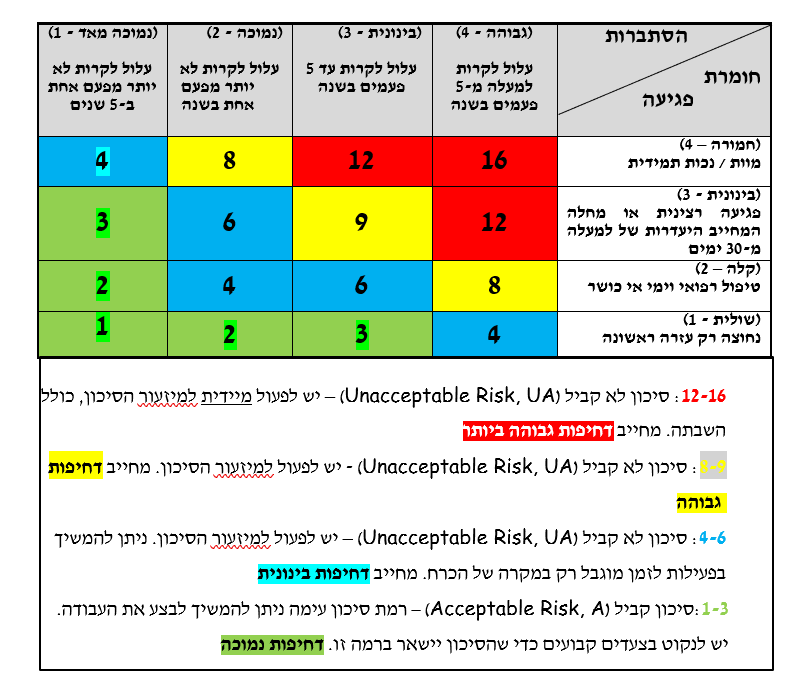 הסתברות
חומרת
פגיעה
(גבוהה - 4)
עלול לקרות
למעלה מ-5
פעמים בשנה
(בינונית - 3)
עלול לקרות עד 5
פעמים בשנה
(נמוכה - 2)
עלול לקרות לא
יותר מפעם
אחת בשנה
(נמוכה מאד - 1)
עלול לקרות לא
יותר מפעם אחת
ב-5 שנים
(חמורה – 4)
מוות / נכות תמידית
16
12
8
4
(בינונית - 3)
פגיעה רצינית או מחלה
המחייב היעדרות של למעלה
מ-30 ימים
12
9
6
3
(קלה – 2)
טיפול רפואי וימי אי כושר
8
6
4
2
(שולית - 1)
נחוצה רק עזרה ראשונה
4
3
2
1
12-16: סיכון לא קביל (Unacceptable Risk, UA) – יש לפעול מיידית למיזעור הסיכון, כולל
השבתה. מחייב דחיפות גבוהה ביותר
8-9: סיכון לא קביל (Unacceptable Risk, UA) - יש לפעול למיזעור הסיכון. מחייב דחיפות
גבוהה
4-6: סיכון לא קביל (Unacceptable Risk, UA) – יש לפעול למיזעור הסיכון. ניתן להמשיך
בפעילות לזמן מוגבל רק במקרה של הכרח. מחייב דחיפות בינונית
1-3:סיכון קביל (Acceptable Risk, A) – רמת סיכון עימה ניתן להמשיך לבצע את העבודה.
יש לנקוט בצעדים קבועים כדי שהסיכון יישאר ברמה זו. דחיפות נמוכה